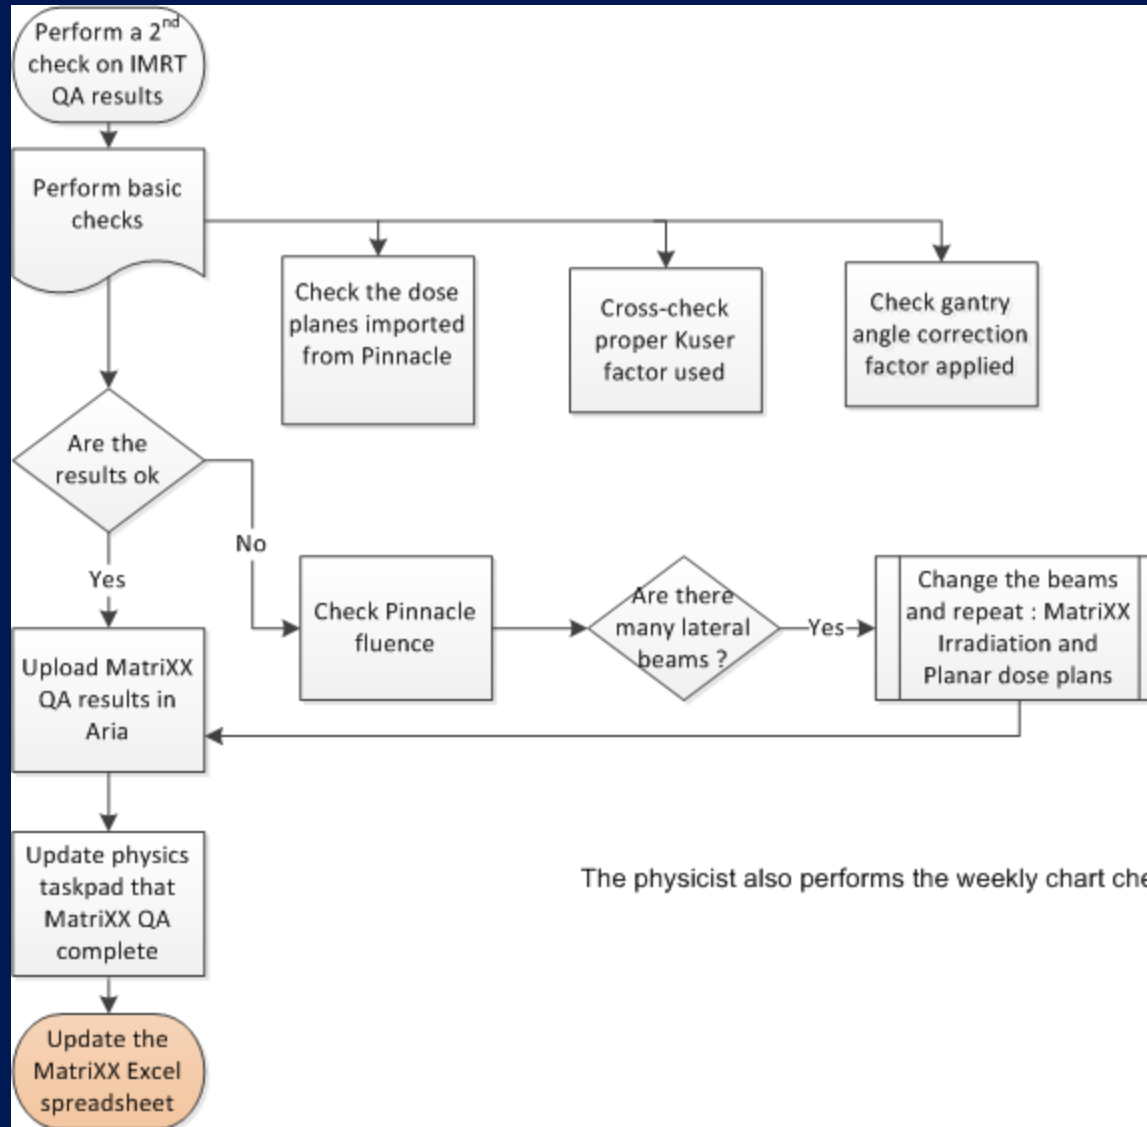 Perform a 2nd
check on IMRT
QA results
Perform basic
checks
Check the dose
planes imported
from Pinnacle
Cross-check
proper Kuser
factor used
Check gantry
angle correction
factor applied
Are the
results ok
No
Yes
Check Pinnacle
fluence
Are there
many lateral
beams ?
Yes
Change the beams
and repeat : MatriXX
Irradiation and
Planar dose plans
Upload MatriXX
QA results in
Aria
Update physics
taskpad that
MatriXX QA
complete
The physicist also performs the weekly chart
Update the
MatriXX Excel
spreadsheet